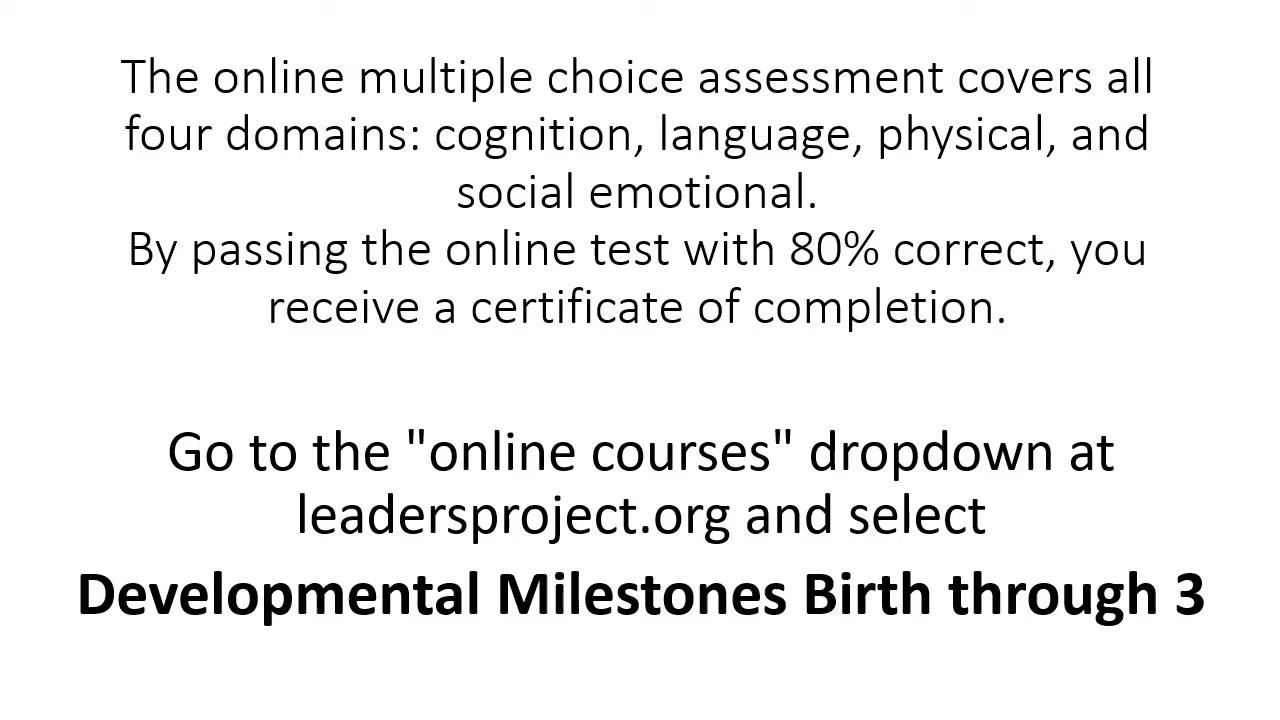 The online multiple choice assessment covers all
four domains: cognition, language, physical, and
social emotional.
By passing the online test with 80% correct, you
receive a certificate of completion.
Go to the "online courses" dropdown at
leadersproject.org and select
Developmental Milestones Birth through 3